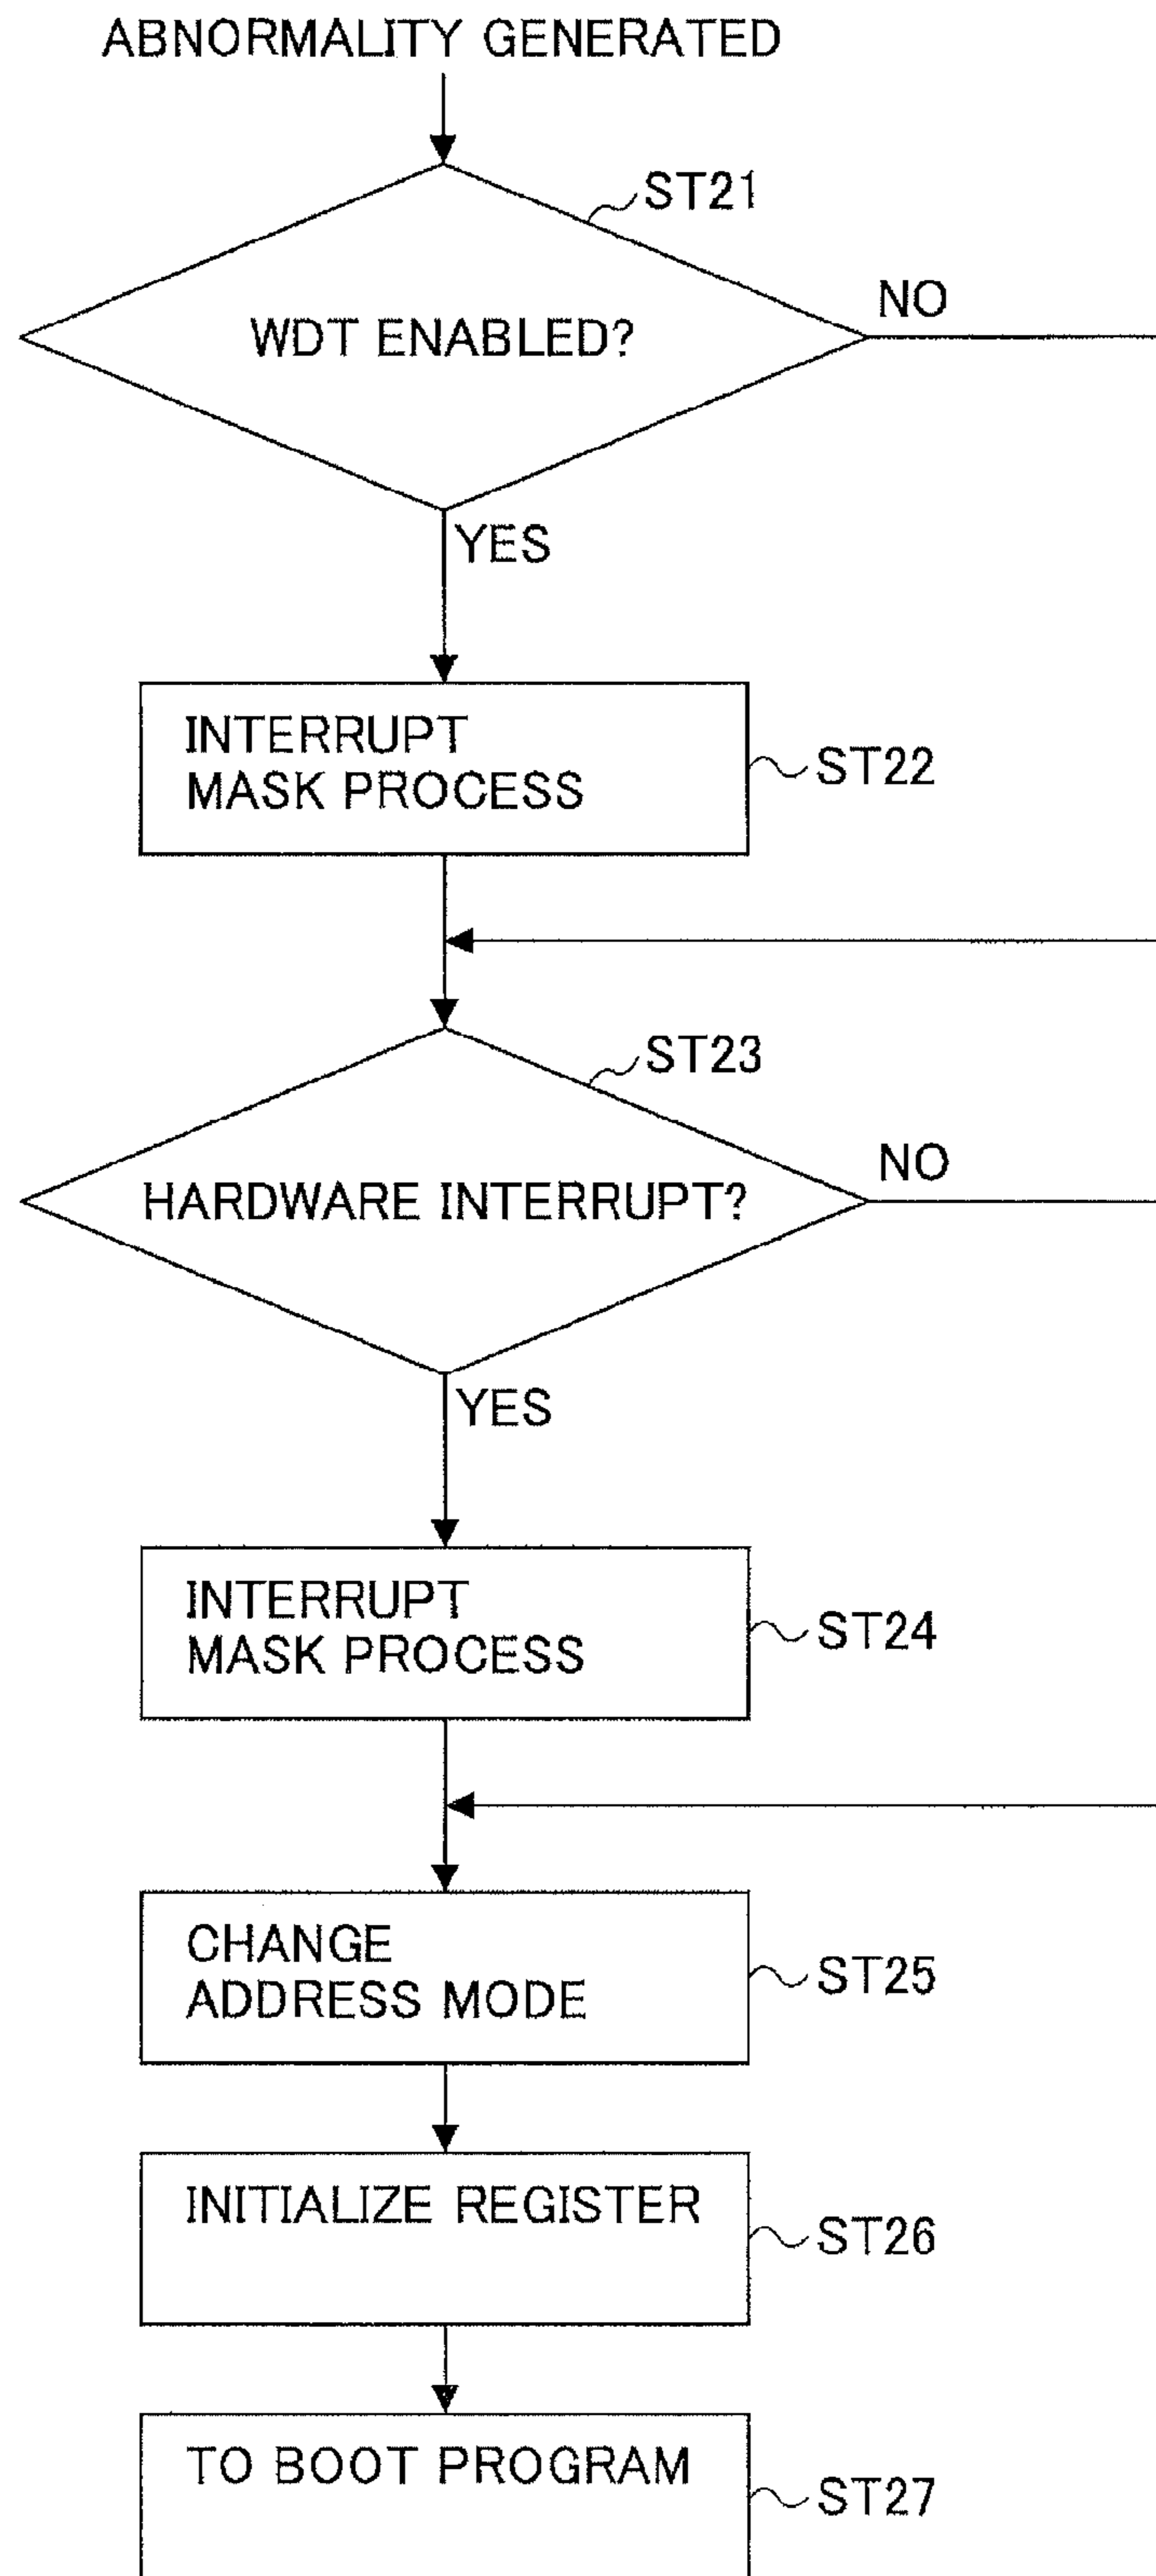 ABNORMALITY GENERATED
ST21
WDT ENABLED?
NO
YES
INTERRUPT
MASK PROCESS
ST22
ST23
HARDWARE INTERRUPT?
NO
YES
INTERRUPT
MASK PROCESS
ST24
CHANGE
ADDRESS MODE
ST25
INITIALIZE REGISTER
ST26
TO BOOT PROGRAM
ST27